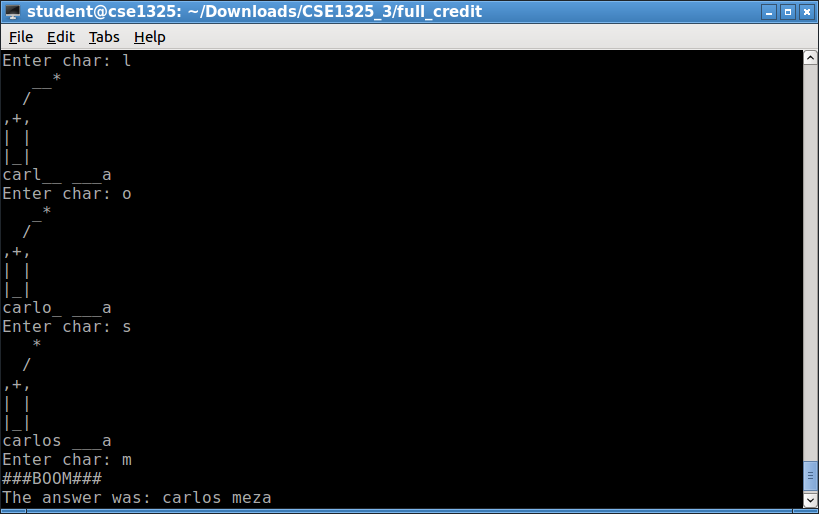 student@cse1325: ~/Downloads/CSE1325_3/full_credit
File Edit Tabs Help
Enter char: l
   __*
  /
,+,
| |
|_|
carl__ ___a
Enter char: o
   _*
  /
,+,
| |
|_|
carlo_ ___a
Enter char: s
   *
  /
,+,
| |
|_|
carlos ___a
Enter char: m
###BOOM###
The answer was: carlos meza